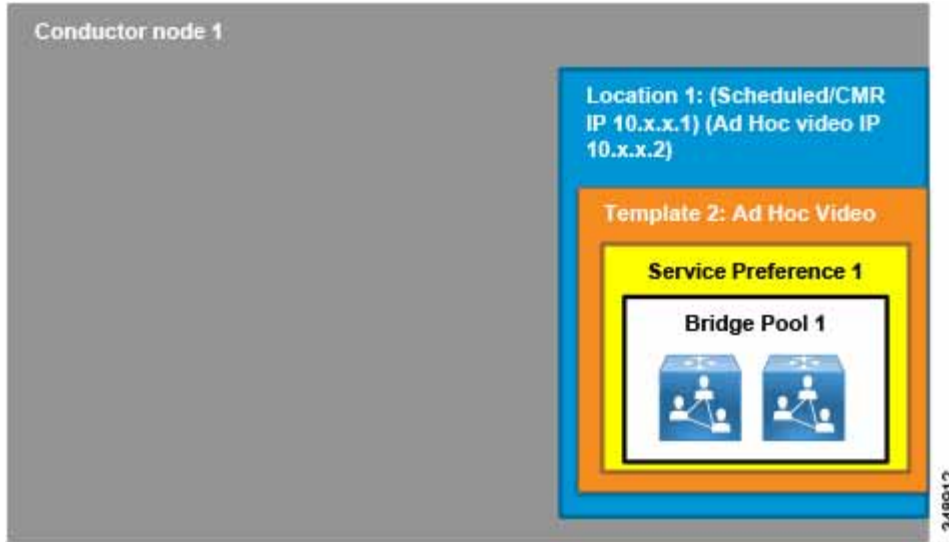 Conductor node 1
Location 1: (Scheduled/CMR
IP 10.x.x.1) (Ad Hoc video IP
10.x.x.2)
Template 2: Ad Hoc Video
Service Preference 1
Bridge Pool 1